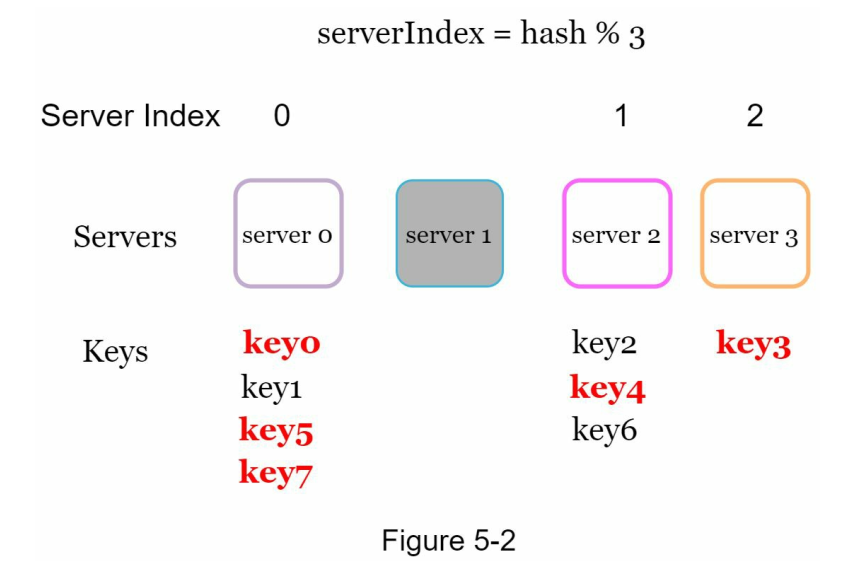 serverIndex = hash % 3
Server Index 0 1 2
Servers server 0 server 1 server 2 server 3
Keys key0 key2 key3
key1 key4
key5 key6
key7
Figure 5-2